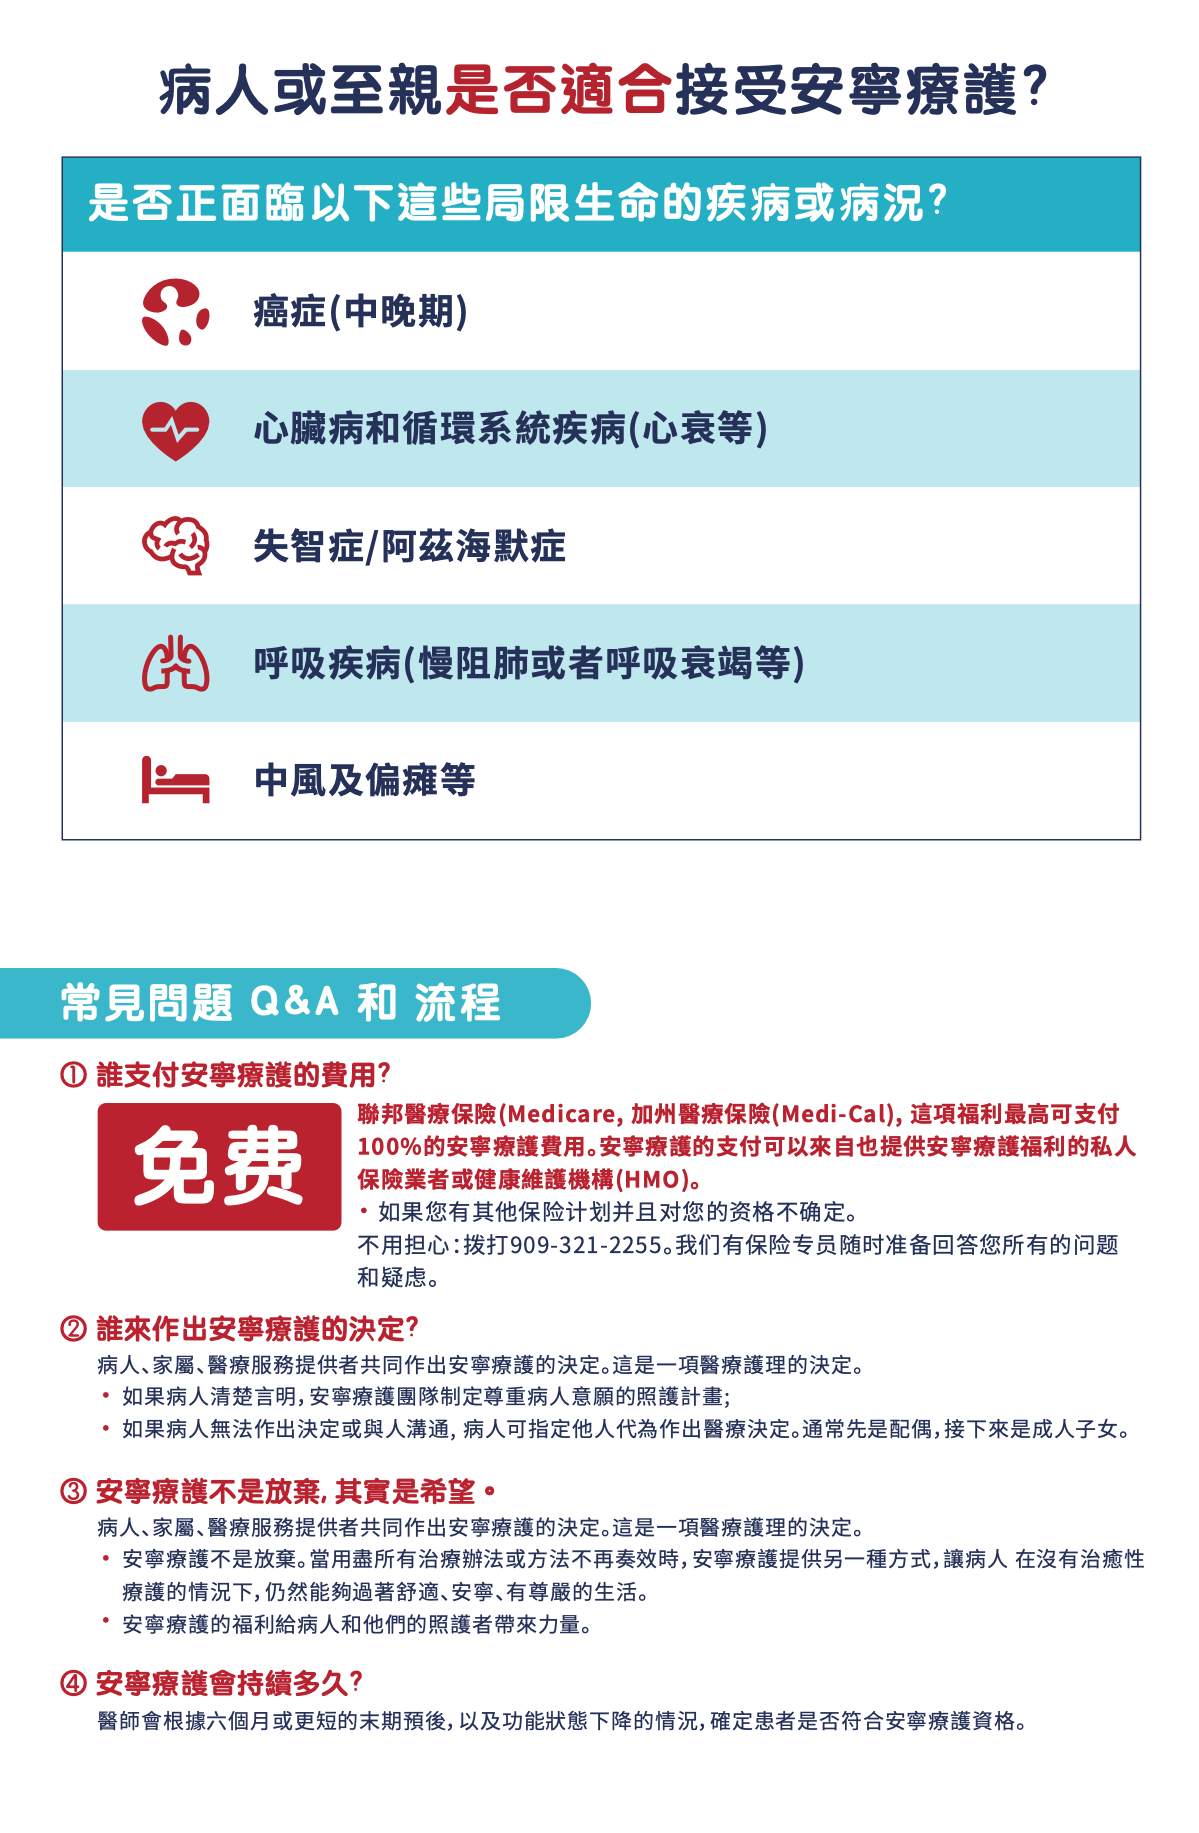 病人或至親是否適合接受安寧療護?
是否正面臨以下這些局限生命的疾病或病況?
癌症(中晚期)
心臟病和循環系統疾病(心衰等)
失智症/阿茲海默症
呼吸疾病(慢阻肺或者呼吸衰竭等)
中風及偏瘫等
常見問題 Q&A 和 流程
① 誰支付安寧療護的費用?
免费
聯邦醫療保險(Medicare, 加州醫療保險(Medi-Cal), 這項福利最高可支付
100%的安寧療護費用。安寧療護的支付可以來自也提供安寧療護福利的私人
保險業者或健康維護機構(HMO)。
• 如果您有其他保险计划并且对您的资格不确定。
不用担心：拨打909-321-2255。我们有保险专员随时准备回答您所有的问题
和疑虑。
② 誰來作出安寧療護的決定?
病人、家屬、醫療服務提供者共同作出安寧療護的決定。這是一項醫療護理的決定。
• 如果病人清楚言明，安寧療護團隊制定尊重病人意願的照護計畫;
• 如果病人無法作出決定或與人溝通, 病人可指定他人代為作出醫療決定。通常先是配偶，接下來是成人子女。
③ 安寧療護不是放棄, 其實是希望。
病人、家屬、醫療服務提供者共同作出安寧療護的決定。這是一項醫療護理的決定。
• 安寧療護不是放棄。當用盡所有治療辦法或方法不再奏效時，安寧療護提供另一種方式，讓病人 在沒有治癒性
療護的情況下，仍然能夠過著舒適、安寧、有尊嚴的生活。
• 安寧療護的福利給病人和他們的照護者帶來力量。
④ 安寧療護會持續多久?
醫師會根據六個月或更短的末期預後，以及功能狀態下降的情況，確定患者是否符合安寧療護資格。